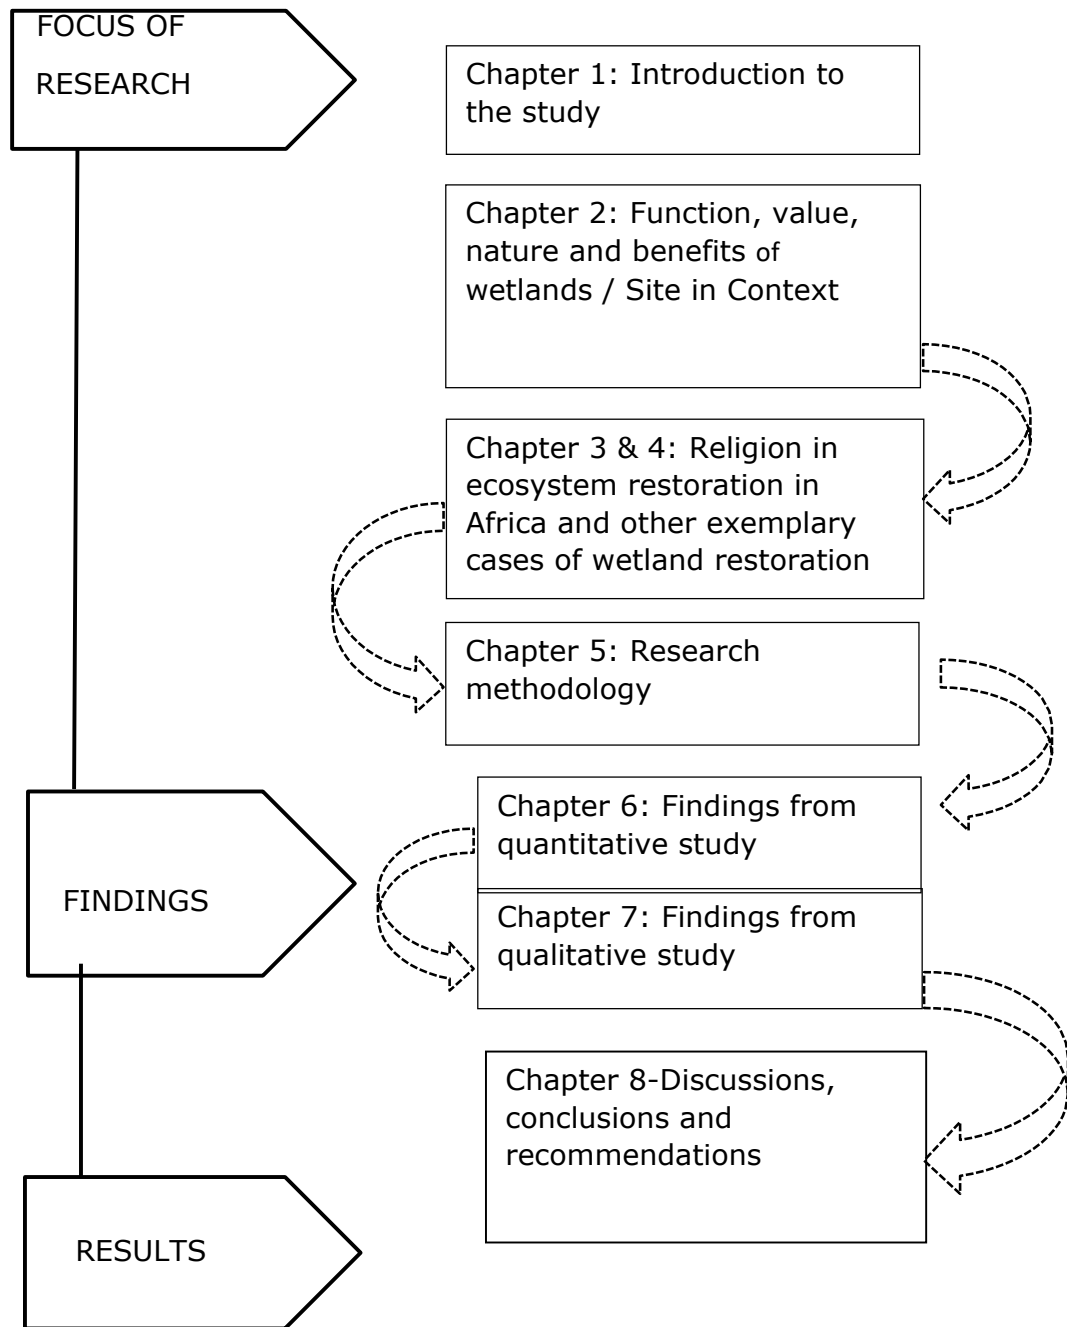 FOCUS OF
RESEARCH
Chapter 1: Introduction to
the study
Chapter 2: Function, value,
nature and benefits of
wetlands / Site in Context
Chapter 3 & 4: Religion in
ecosystem restoration in
Africa and other exemplary
cases of wetland restoration
Chapter 5: Research
methodology
FINDINGS
Chapter 6: Findings from
quantitative study
Chapter 7: Findings from
qualitative study
Chapter 8-Discussions,
conclusions and
recommendations
RESULTS